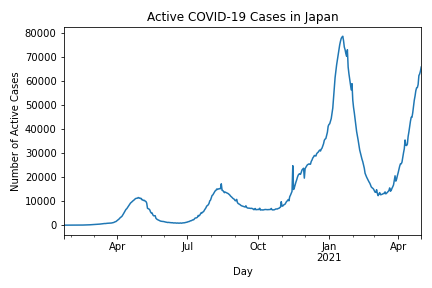 Active COVID-19 Cases in Japan
80000
70000
60000
50000
40000
30000
20000
10000
0
Number of Active Cases
Apr
Jul
Oct
Jan
2021
Apr
Day